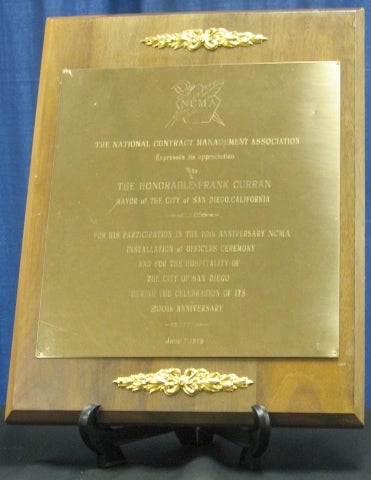 NCMA
THE NATIONAL CONTRACT MANAGEMENT ASSOCIATION
Expresses its appreciation
to
THE HONORABLE FRANK CURRAN
MAYOR of THE CITY of SAN DIEGO, CALIFORNIA
FOR HIS PARTICIPATION IN THE 10th ANNIVERSARY NCMA
INSTALLATION of OFFICERS CEREMONY
AND FOR THE HOSPITALITY OF
THE CITY OF SAN DIEGO
DURING THE CELEBRATION OF ITS
200th ANNIVERSARY
June 7, 1969